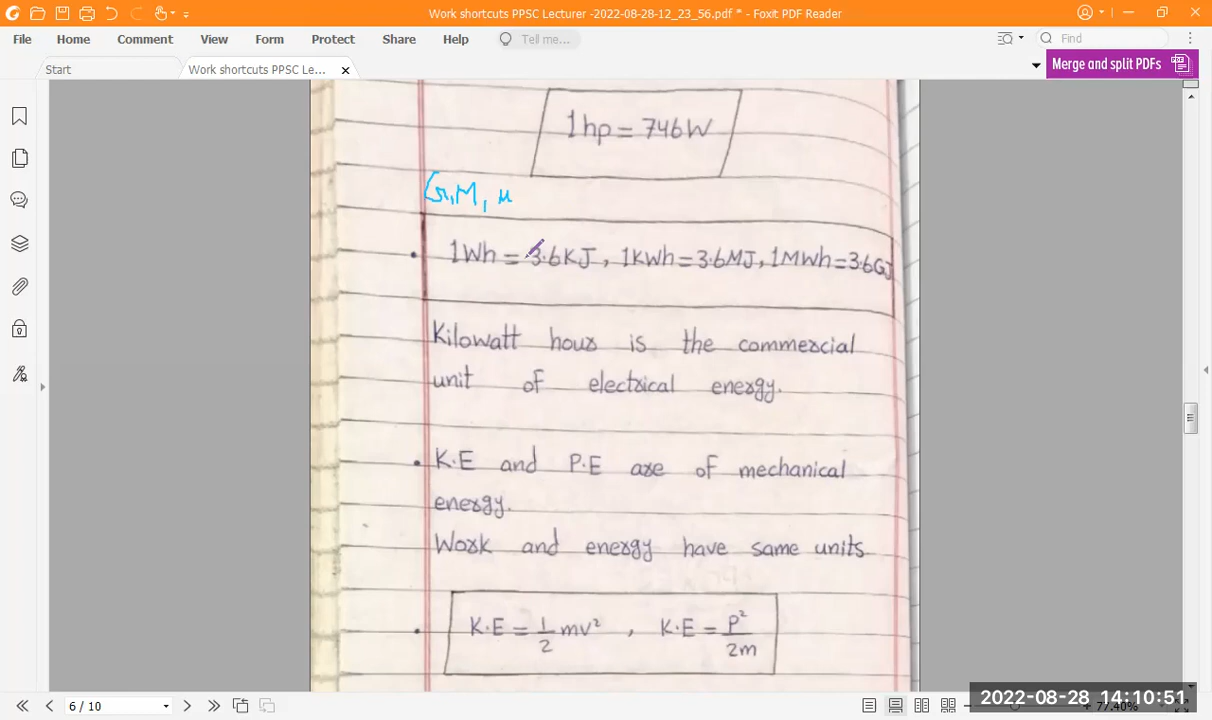 Work shortcuts PPSC Lecturer -2022-08-28-12_23_56.pdf * - Foxit PDF Reader
File Home Comment View Form Protect Share Help Tell me... Find
Start Work shortcuts PPSC Le... Merge and split PDFs
1hp = 746W
G, M, μ
• 1Wh = 3.6KJ, 1KWh = 3.6MJ, 1MWh = 3.6GJ
Kilowatt hour is the commercial
unit of electrical energy.
• K.E and P.E are of mechanical
energy.
Work and energy have same units
• K.E = 1/2 mv², K.E = P²/2m
6 / 10 77.40%
2022-08-28 14:10:51